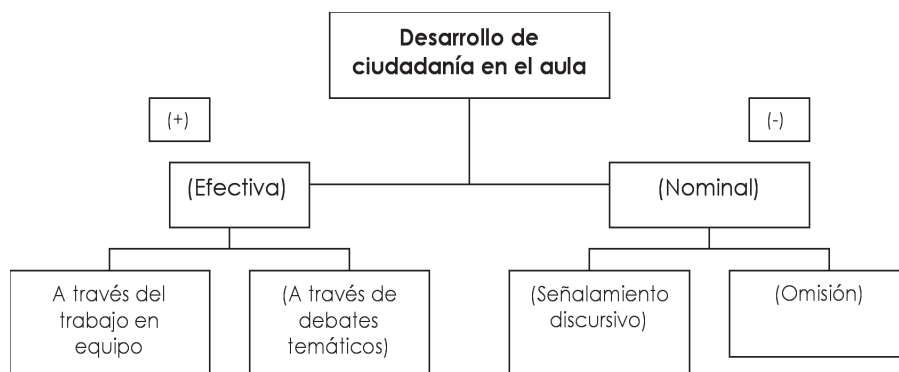 Desarrollo de
ciudadanía en el aula
(+)
(-)
(Efectiva)
(Nominal)
A través del
trabajo en
equipo
(A través de
debates
temáticos)
(Señalamiento
discursivo)
(Omisión)